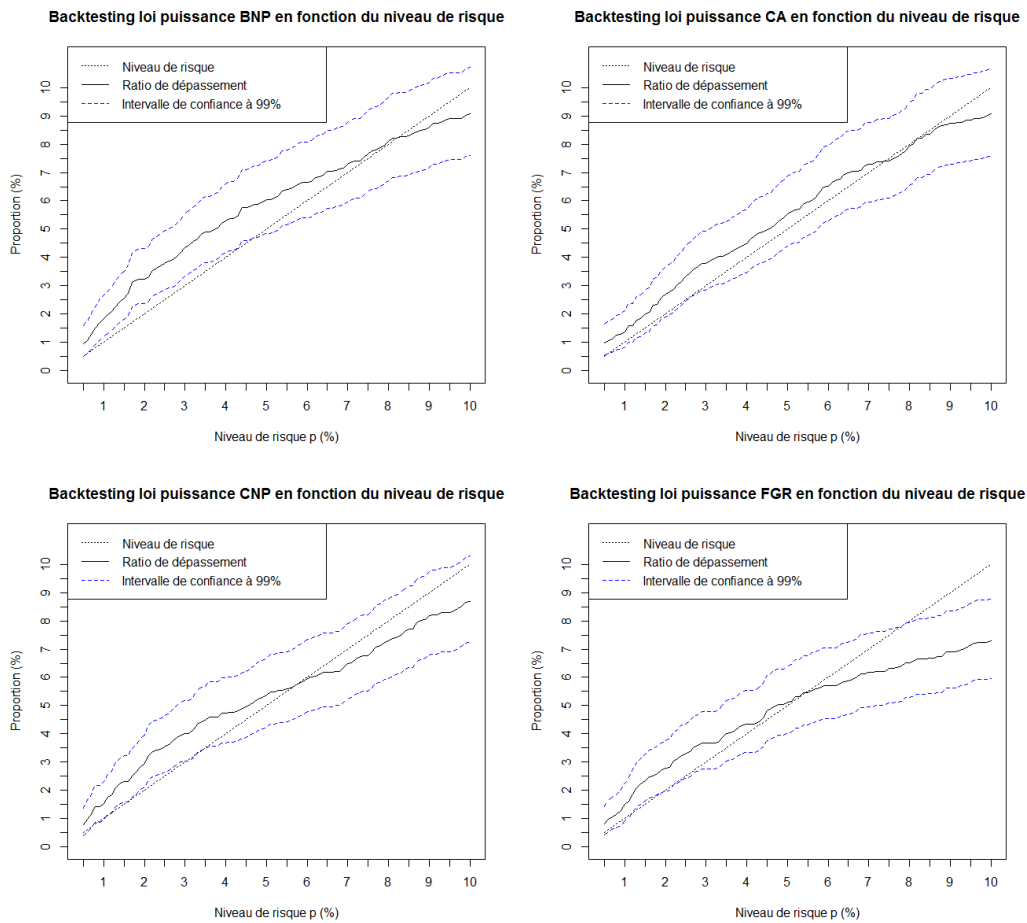 Backtesting loi puissance BNP en fonction du niveau de risque
Niveau de risque
Ratio de dépassement
Intervalle de confiance à 99%
Proportion (%)
0 1 2 3 4 5 6 7 8 9 10
1 2 3 4 5 6 7 8 9 10
Niveau de risque p (%)
Backtesting loi puissance CA en fonction du niveau de risque
Niveau de risque
Ratio de dépassement
Intervalle de confiance à 99%
Proportion (%)
0 1 2 3 4 5 6 7 8 9 10
1 2 3 4 5 6 7 8 9 10
Niveau de risque p (%)
Backtesting loi puissance CNP en fonction du niveau de risque
Niveau de risque
Ratio de dépassement
Intervalle de confiance à 99%
Proportion (%)
0 1 2 3 4 5 6 7 8 9 10
1 2 3 4 5 6 7 8 9 10
Niveau de risque p (%)
Backtesting loi puissance FGR en fonction du niveau de risque
Niveau de risque
Ratio de dépassement
Intervalle de confiance à 99%
Proportion (%)
0 1 2 3 4 5 6 7 8 9 10
1 2 3 4 5 6 7 8 9 10
Niveau de risque p (%)